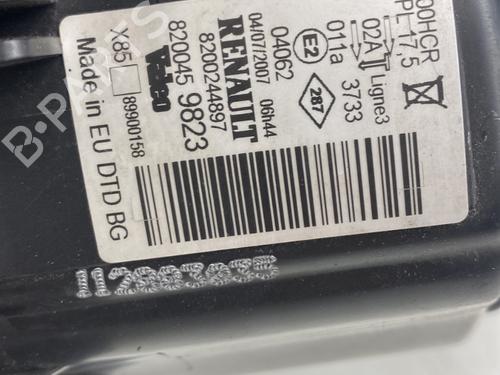 00HCR
PL17,5
02A
Ligne3
011a
3733
E2
287
04062
04/07/2007 06h44
RENAULT
8200244897
820045 9823
Valeo
X85
89900158
Made in EU DTD BG
B-PARTS